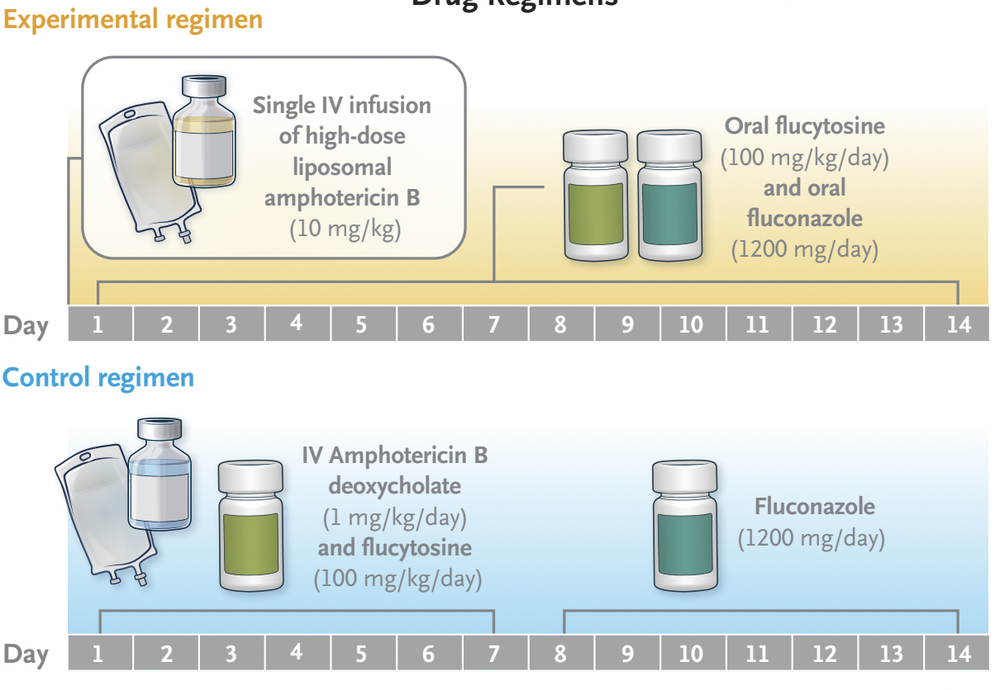 Drug Regimens
Experimental regimen
Single IV infusion
of high-dose
liposomal
amphotericin B
(10 mg/kg)
Oral flucytosine
(100 mg/kg/day)
and oral
fluconazole
(1200 mg/day)
Day 1 2 3 4 5 6 7 8 9 10 11 12 13 14
Control regimen
IV Amphotericin B
deoxycholate
(1 mg/kg/day)
and flucytosine
(100 mg/kg/day)
Fluconazole
(1200 mg/day)
Day 1 2 3 4 5 6 7 8 9 10 11 12 13 14